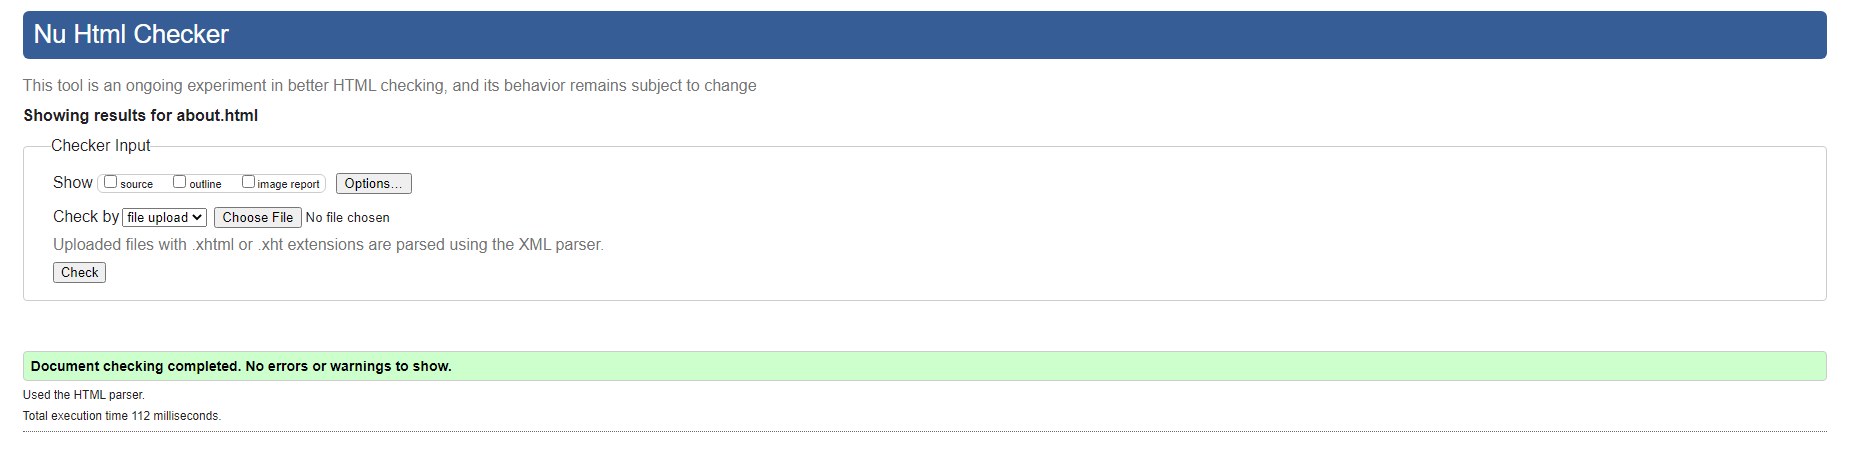 Nu Html Checker
This tool is an ongoing experiment in better HTML checking, and its behavior remains subject to change
Showing results for about.html
Checker Input
Show source outline image report Options...
Check by file upload Choose File No file chosen
Uploaded files with .xhtml or .xht extensions are parsed using the XML parser.
Check
Document checking completed. No errors or warnings to show.
Used the HTML parser.
Total execution time 112 milliseconds.